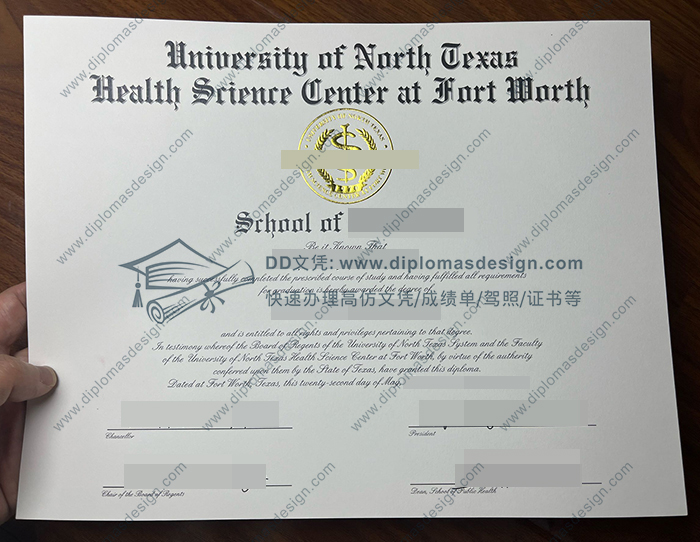 University of North Texas
Health Science Center at Fort Worth
UNIVERSITY OF NORTH TEXAS
School of
Be it Known That
DD文凭: www.diplomasdesign.com
having successfully completed the prescribed course of study and having fulfilled all requirements
for graduation is hereby awarded the degree of
快速办理高仿文凭/成绩单/驾照/证书等
and is entitled to all rights and privileges pertaining to that degree.
In testimony whereof the Board of Regents of the University of North Texas System and the Faculty
of the University of North Texas Health Science Center at Fort Worth, by virtue of the authority
conferred upon them by the State of Texas, have granted this diploma.
Dated at Fort Worth, Texas, this twenty-second day of May,
Chancellor
President
Chair of the Board of Regents
Dean, School of Public Health
www.diplomasdesign.com